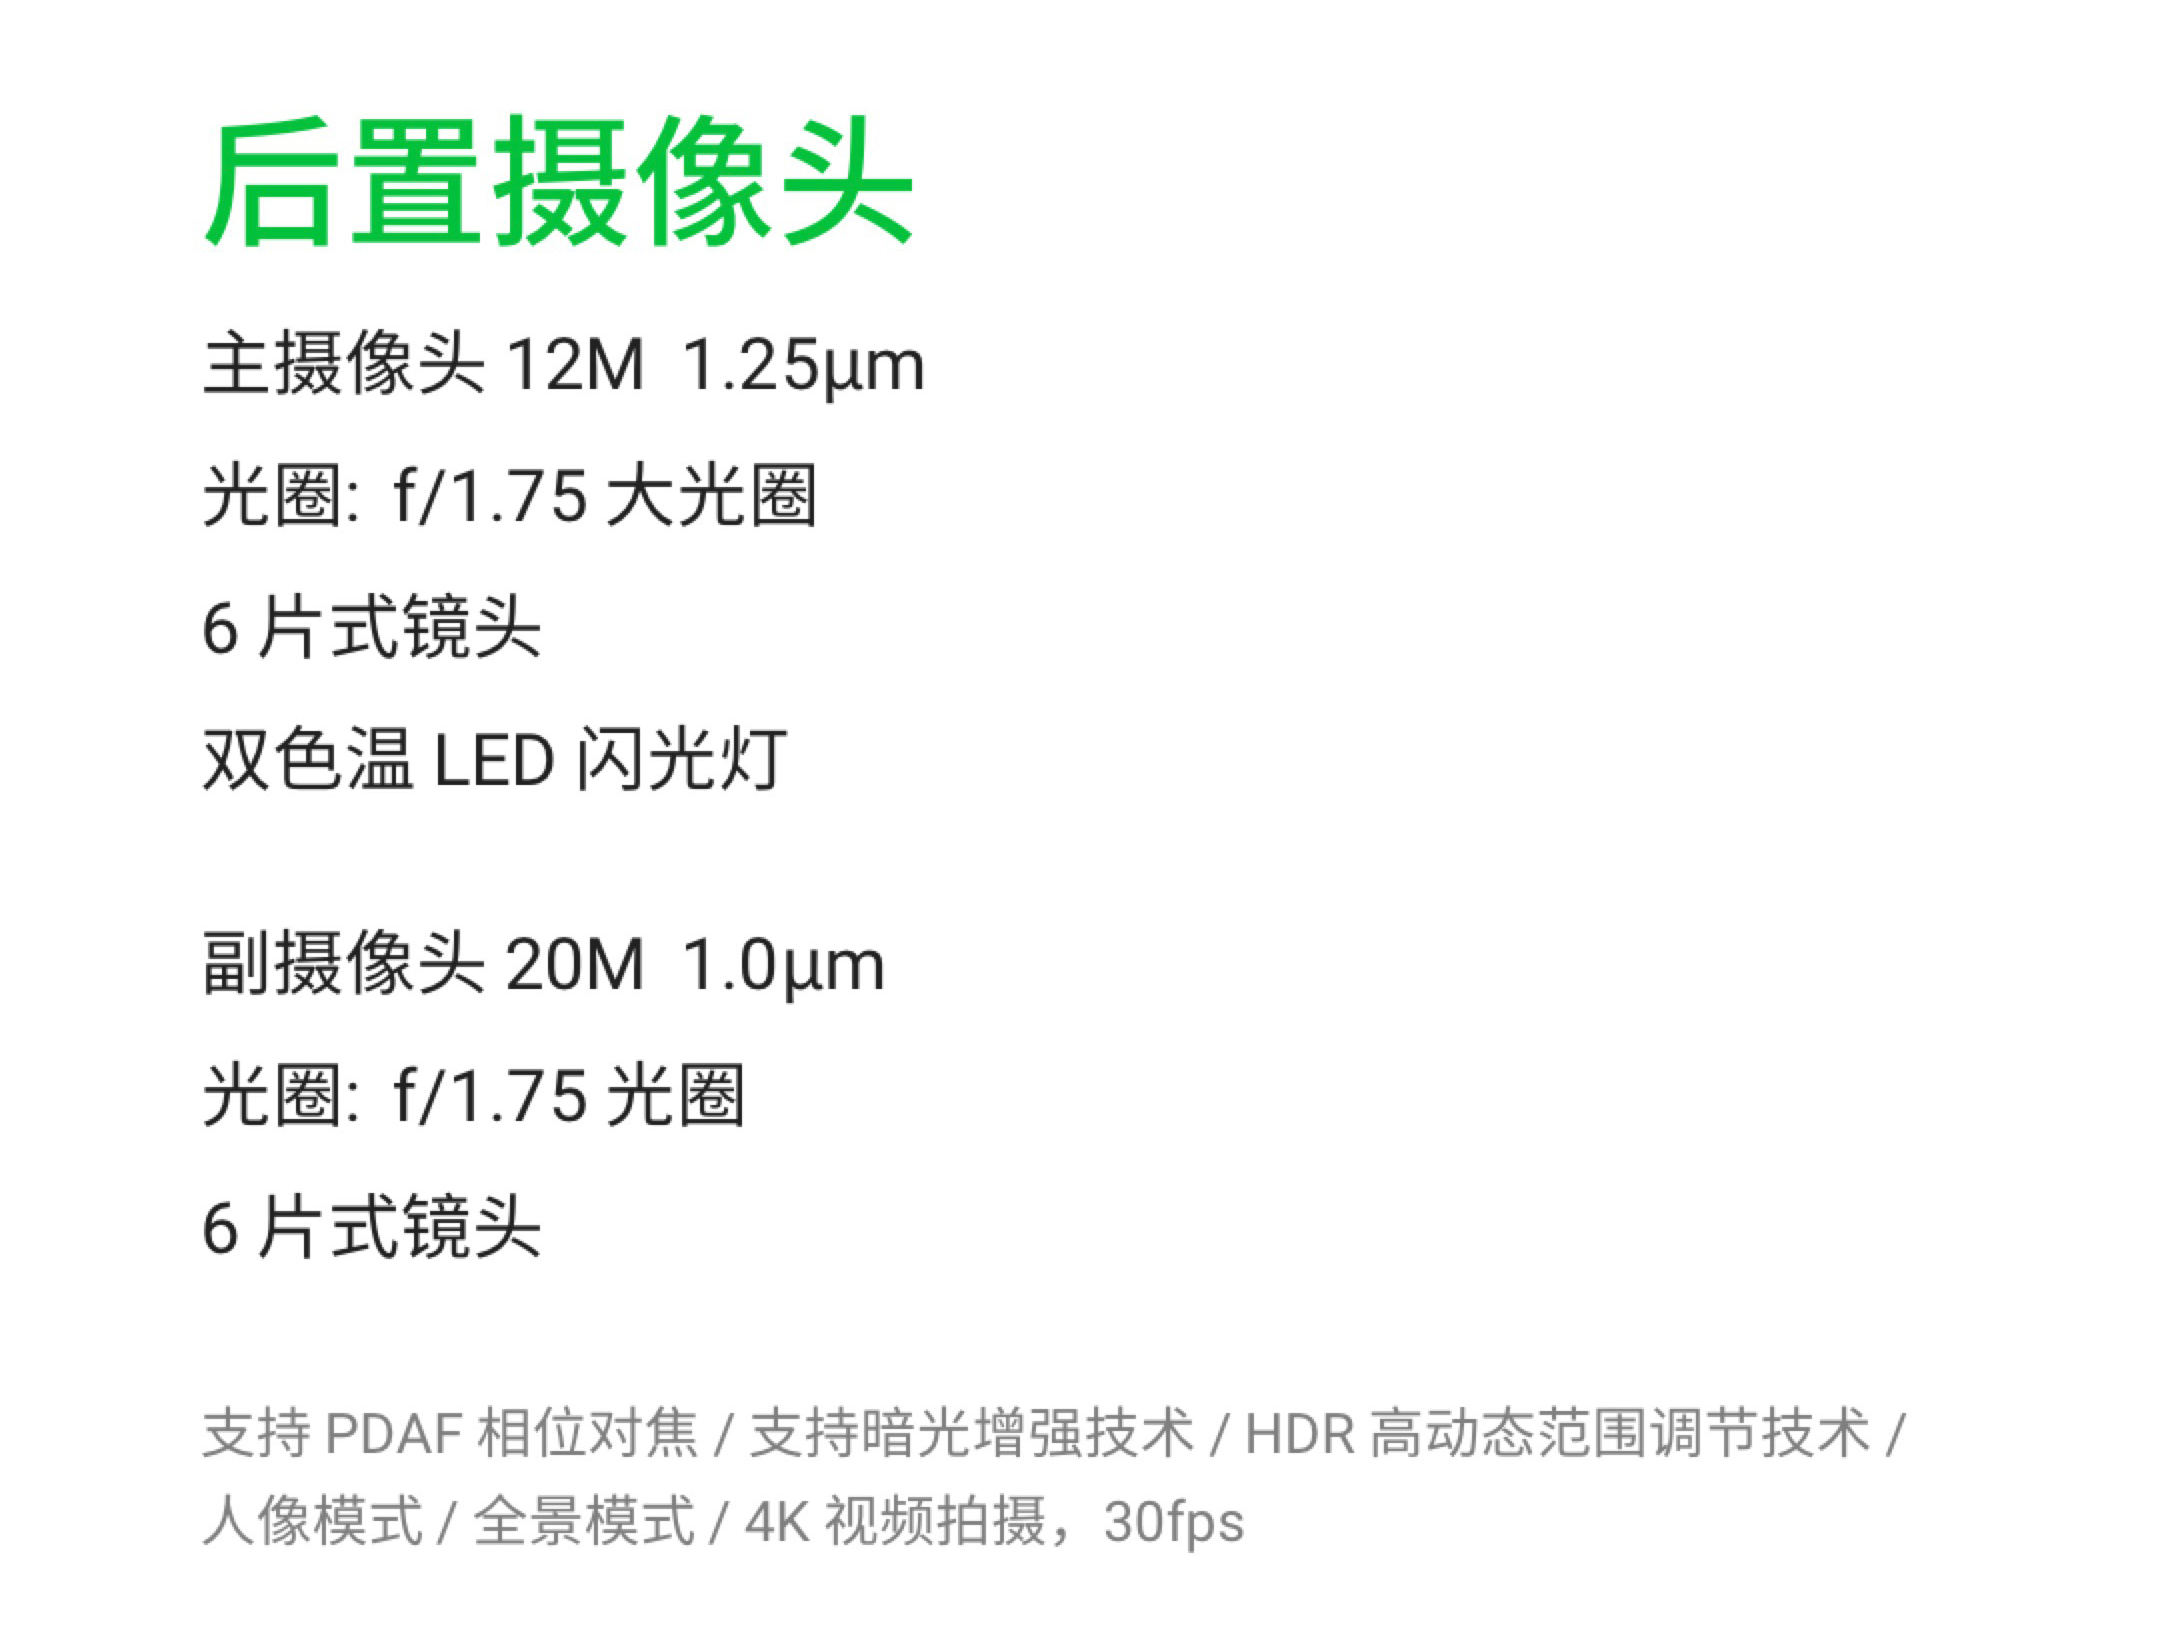 后置摄像头
主摄像头 12M  1.25μm
光圈: f/1.75 大光圈
6 片式镜头
双色温 LED 闪光灯
副摄像头 20M  1.0μm
光圈: f/1.75 光圈
6 片式镜头
支持 PDAF 相位对焦 / 支持暗光增强技术 / HDR 高动态范围调节技术 /
人像模式 / 全景模式 / 4K 视频拍摄，30fps